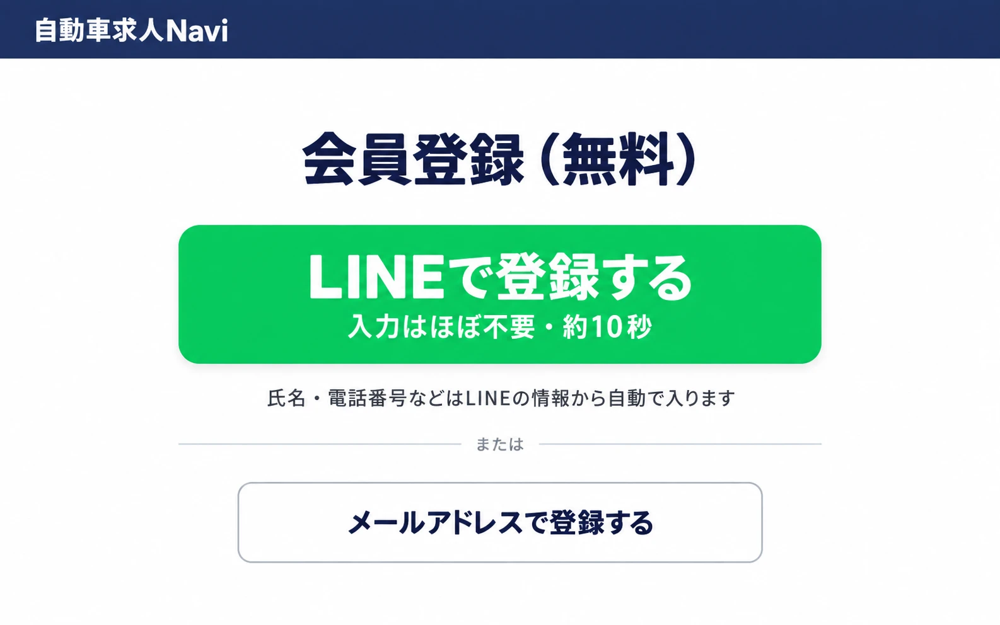 自動車求人Navi
会員登録（無料）
LINEで登録する
入力はほぼ不要・約10秒
氏名・電話番号などはLINEの情報から自動で入ります
または
メールアドレスで登録する